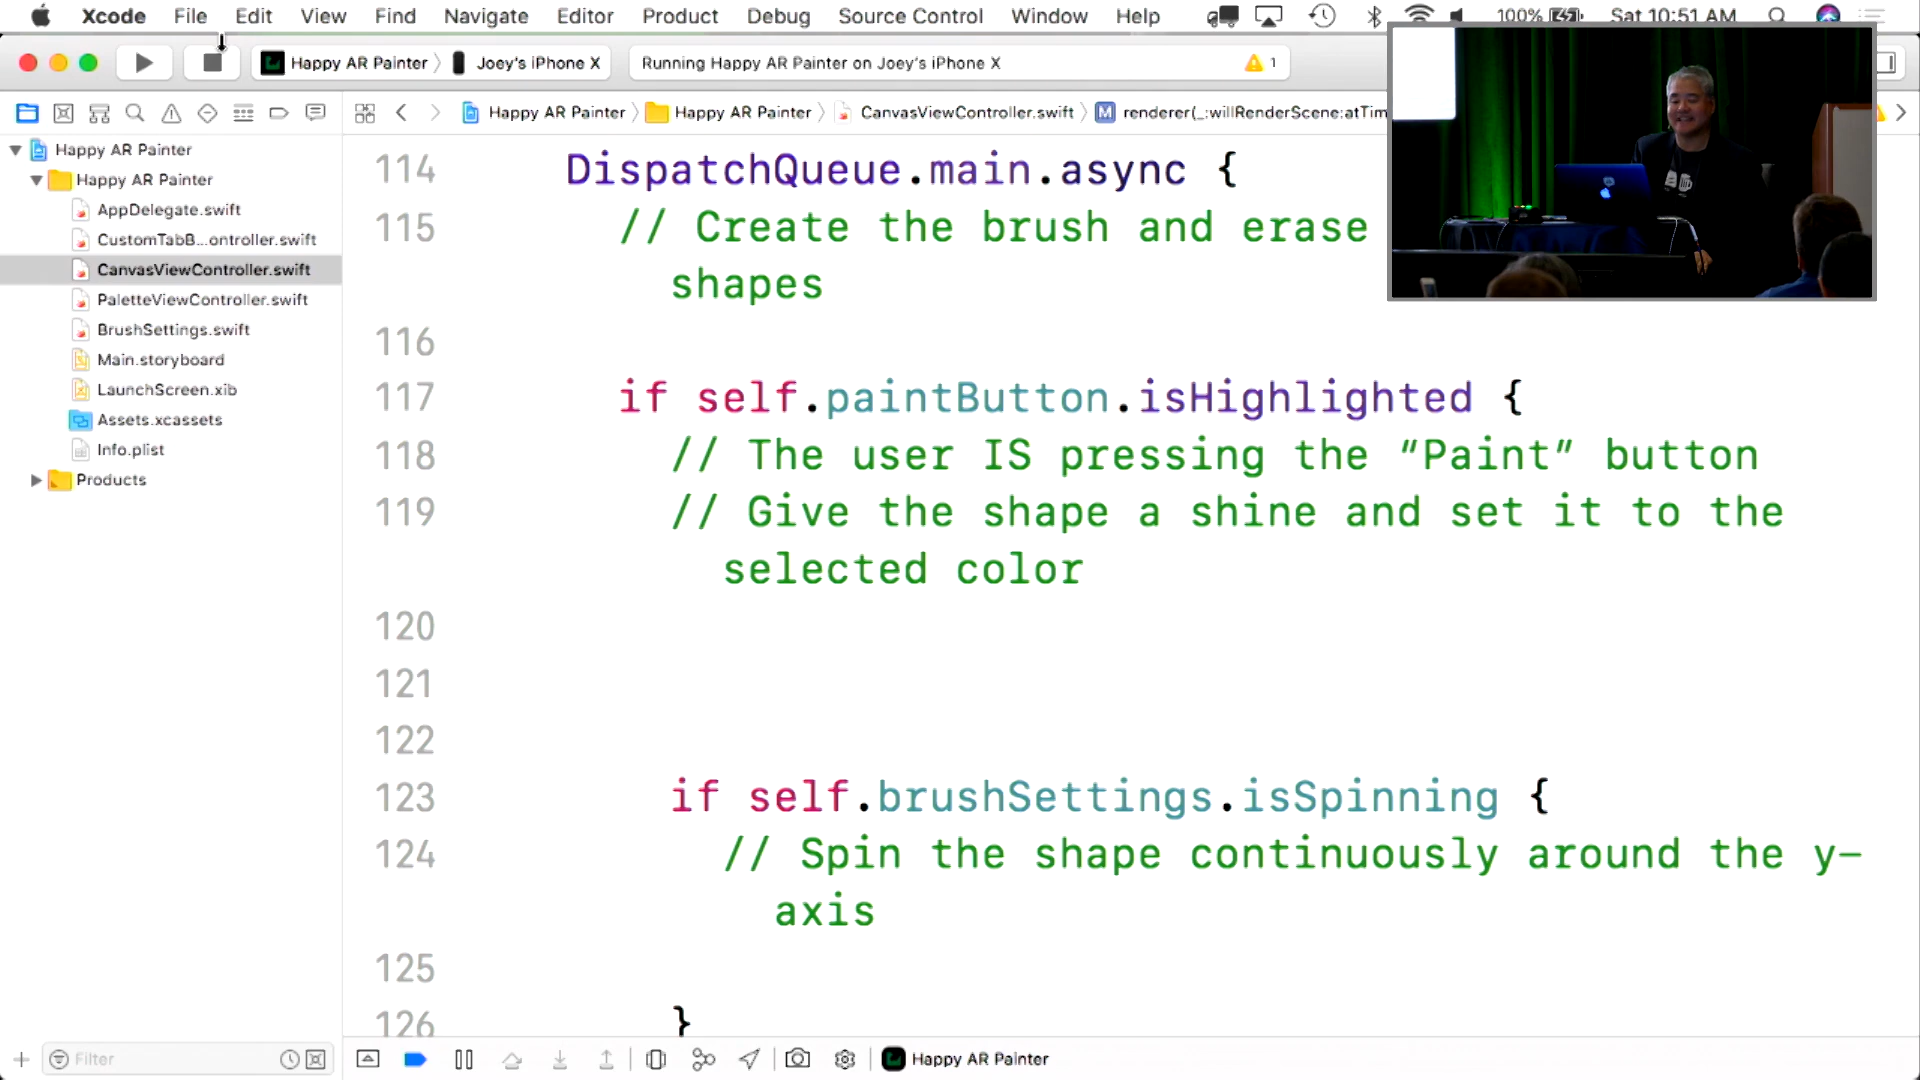 Xcode File Edit View Find Navigate Editor Product Debug Source Control Window Help 100% Sat 10:51 AM
Happy AR Painter Joey's iPhone X Running Happy AR Painter on Joey's iPhone X 1
Happy AR Painter Happy AR Painter CanvasViewController.swift M renderer(_:willRenderScene:atTim
Happy AR Painter
Happy AR Painter
AppDelegate.swift
CustomTabB...ontroller.swift
CanvasViewController.swift
PaletteViewController.swift
BrushSettings.swift
Main.storyboard
LaunchScreen.xib
Assets.xcassets
Info.plist
Products
114 DispatchQueue.main.async {
115 // Create the brush and erase
shapes
116
117 if self.paintButton.isHighlighted {
118 // The user IS pressing the “Paint” button
119 // Give the shape a shine and set it to the
selected color
120
121
122
123 if self.brushSettings.isSpinning {
124 // Spin the shape continuously around the y-
axis
125
126 }
Filter Happy AR Painter